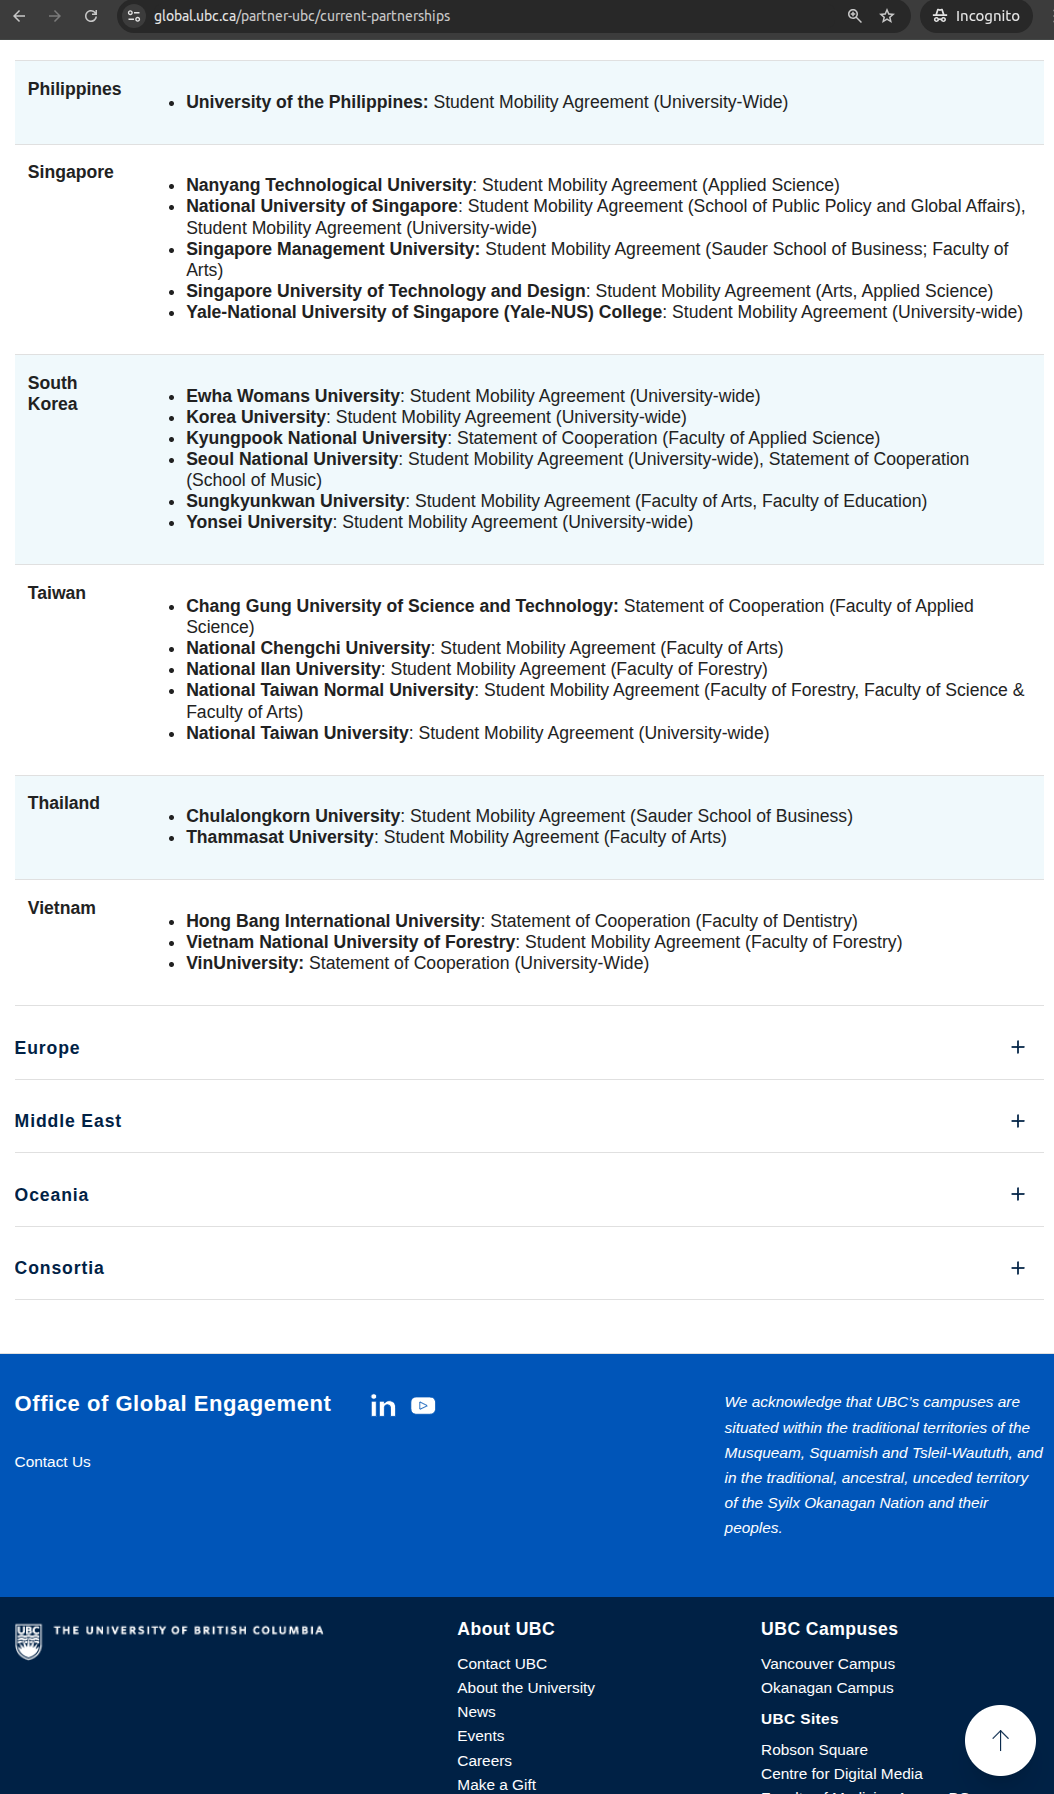 global.ubc.ca/partner-ubc/current-partnerships
Incognito
Philippines
University of the Philippines: Student Mobility Agreement (University-Wide)
Singapore
Nanyang Technological University: Student Mobility Agreement (Applied Science)
National University of Singapore: Student Mobility Agreement (School of Public Policy and Global Affairs),
Student Mobility Agreement (University-wide)
Singapore Management University: Student Mobility Agreement (Sauder School of Business; Faculty of
Arts)
Singapore University of Technology and Design: Student Mobility Agreement (Arts, Applied Science)
Yale-National University of Singapore (Yale-NUS) College: Student Mobility Agreement (University-wide)
South
Korea
Ewha Womans University: Student Mobility Agreement (University-wide)
Korea University: Student Mobility Agreement (University-wide)
Kyungpook National University: Statement of Cooperation (Faculty of Applied Science)
Seoul National University: Student Mobility Agreement (University-wide), Statement of Cooperation
(School of Music)
Sungkyunkwan University: Student Mobility Agreement (Faculty of Arts, Faculty of Education)
Yonsei University: Student Mobility Agreement (University-wide)
Taiwan
Chang Gung University of Science and Technology: Statement of Cooperation (Faculty of Applied
Science)
National Chengchi University: Student Mobility Agreement (Faculty of Arts)
National Ilan University: Student Mobility Agreement (Faculty of Forestry)
National Taiwan Normal University: Student Mobility Agreement (Faculty of Forestry, Faculty of Science &
Faculty of Arts)
National Taiwan University: Student Mobility Agreement (University-wide)
Thailand
Chulalongkorn University: Student Mobility Agreement (Sauder School of Business)
Thammasat University: Student Mobility Agreement (Faculty of Arts)
Vietnam
Hong Bang International University: Statement of Cooperation (Faculty of Dentistry)
Vietnam National University of Forestry: Student Mobility Agreement (Faculty of Forestry)
VinUniversity: Statement of Cooperation (University-Wide)
Europe
Middle East
Oceania
Consortia
Office of Global Engagement
Contact Us
We acknowledge that UBC's campuses are
situated within the traditional territories of the
Musqueam, Squamish and Tsleil-Waututh, and
in the traditional, ancestral, unceded territory
of the Syilx Okanagan Nation and their
peoples.
UBC
THE UNIVERSITY OF BRITISH COLUMBIA
About UBC
Contact UBC
About the University
News
Events
Careers
Make a Gift
UBC Campuses
Vancouver Campus
Okanagan Campus
UBC Sites
Robson Square
Centre for Digital Media